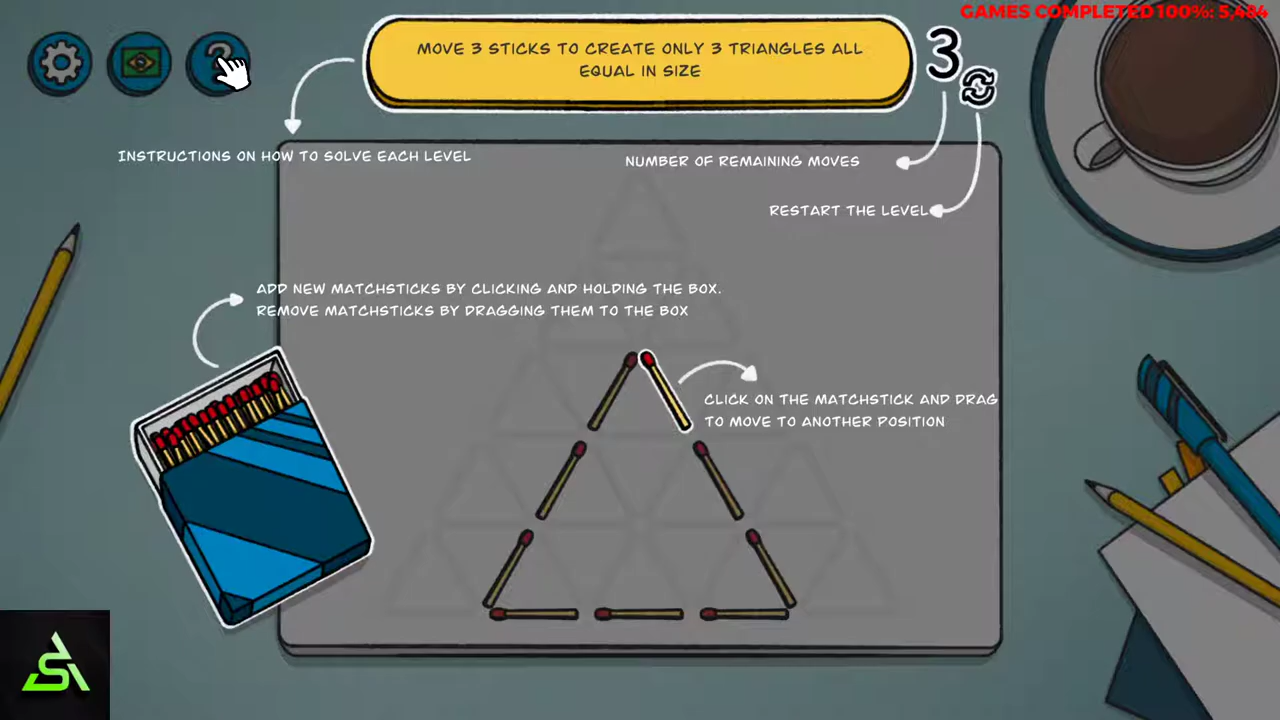 GAMES COMPLETED 100%: 5,484
MOVE 3 STICKS TO CREATE ONLY 3 TRIANGLES ALL
EQUAL IN SIZE
3
INSTRUCTIONS ON HOW TO SOLVE EACH LEVEL
NUMBER OF REMAINING MOVES
RESTART THE LEVEL
ADD NEW MATCHSTICKS BY CLICKING AND HOLDING THE BOX.
REMOVE MATCHSTICKS BY DRAGGING THEM TO THE BOX
CLICK ON THE MATCHSTICK AND DRAG
TO MOVE TO ANOTHER POSITION